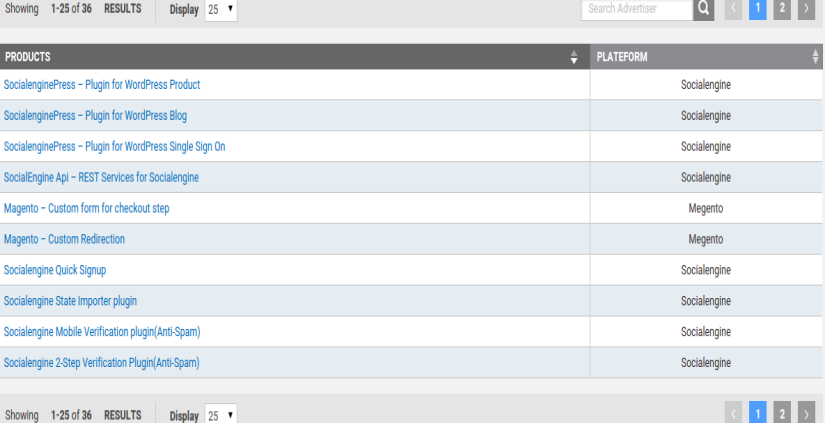 Showing 1-25 of 36 RESULTS Display 25 Search Advertiser 1 2
PRODUCTS PLATEFORM
SocialenginePress – Plugin for WordPress Product Socialengine
SocialenginePress – Plugin for WordPress Blog Socialengine
SocialenginePress – Plugin for WordPress Single Sign On Socialengine
SocialEngine Api – REST Services for Socialengine Socialengine
Magento – Custom form for checkout step Megento
Magento – Custom Redirection Megento
Socialengine Quick Signup Socialengine
Socialengine State Importer plugin Socialengine
Socialengine Mobile Verification plugin(Anti-Spam) Socialengine
Socialengine 2-Step Verification Plugin(Anti-Spam) Socialengine
Showing 1-25 of 36 RESULTS Display 25 1 2